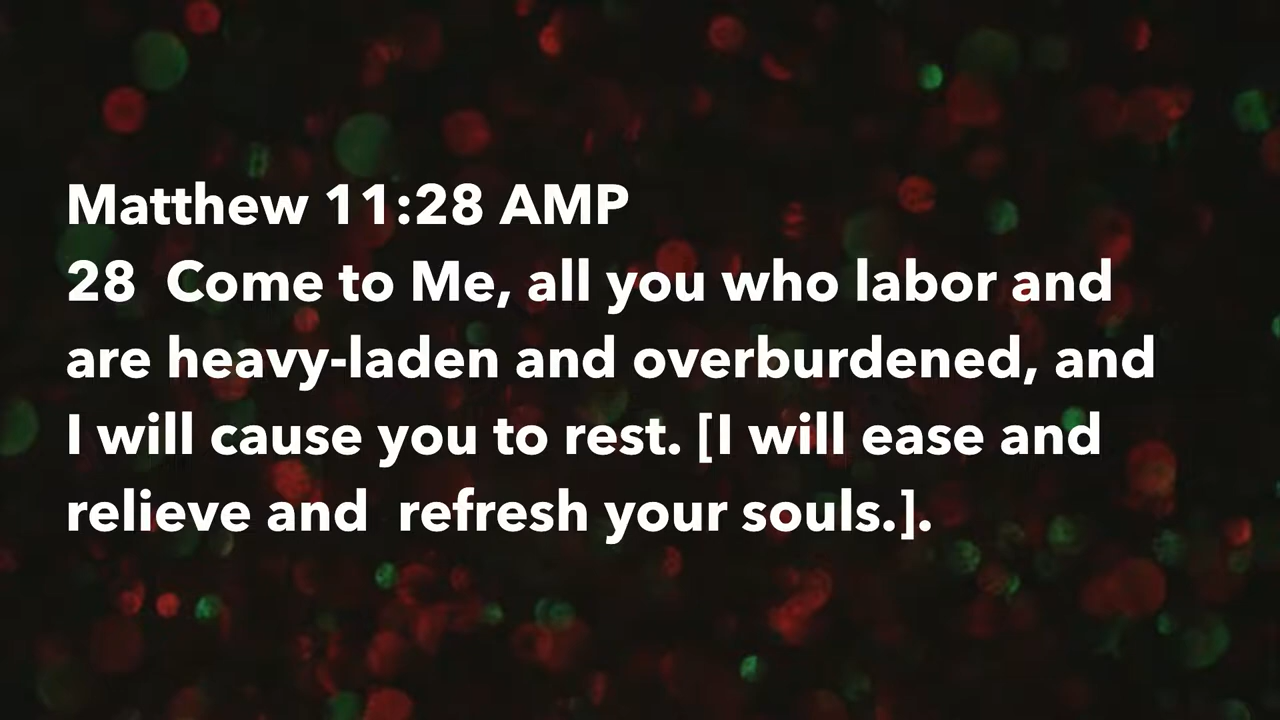 Matthew 11:28 AMP
28  Come to Me, all you who labor and
are heavy-laden and overburdened, and
I will cause you to rest. [I will ease and
relieve and  refresh your souls.].